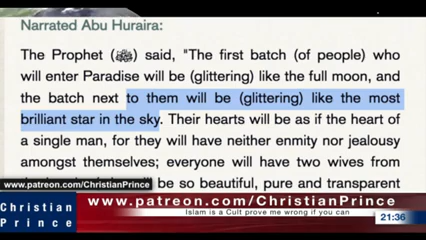 Narrated Abu Huraira:
The Prophet (ﷺ) said, "The first batch (of people) who
will enter Paradise will be (glittering) like the full moon, and
the batch next to them will be (glittering) like the most
brilliant star in the sky. Their hearts will be as if the heart of
a single man, for they will have neither enmity nor jealousy
amongst themselves; everyone will have two wives from
be so beautiful, pure and transparent
www.patreon.com/ChristianPrince
Christian
Prince
www.patreon.com/ChristianPrince
Islam is a Cult prove me wrong if you can
21:36